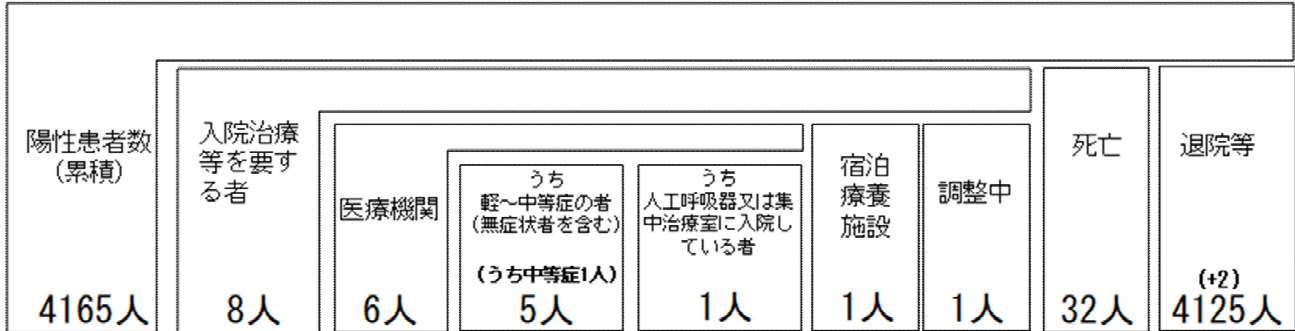 陽性患者数
(累積)
4165人
入院治療
等を要す
る者
8人
医療機関
6人
うち
軽～中等症の者
(無症状者を含む)
(うち中等症1人)
5人
うち
人工呼吸器又は集
中治療室に入院し
ている者
1人
宿泊
療養
施設
1人
調整中
1人
死亡
32人
退院等
(+2)
4125人